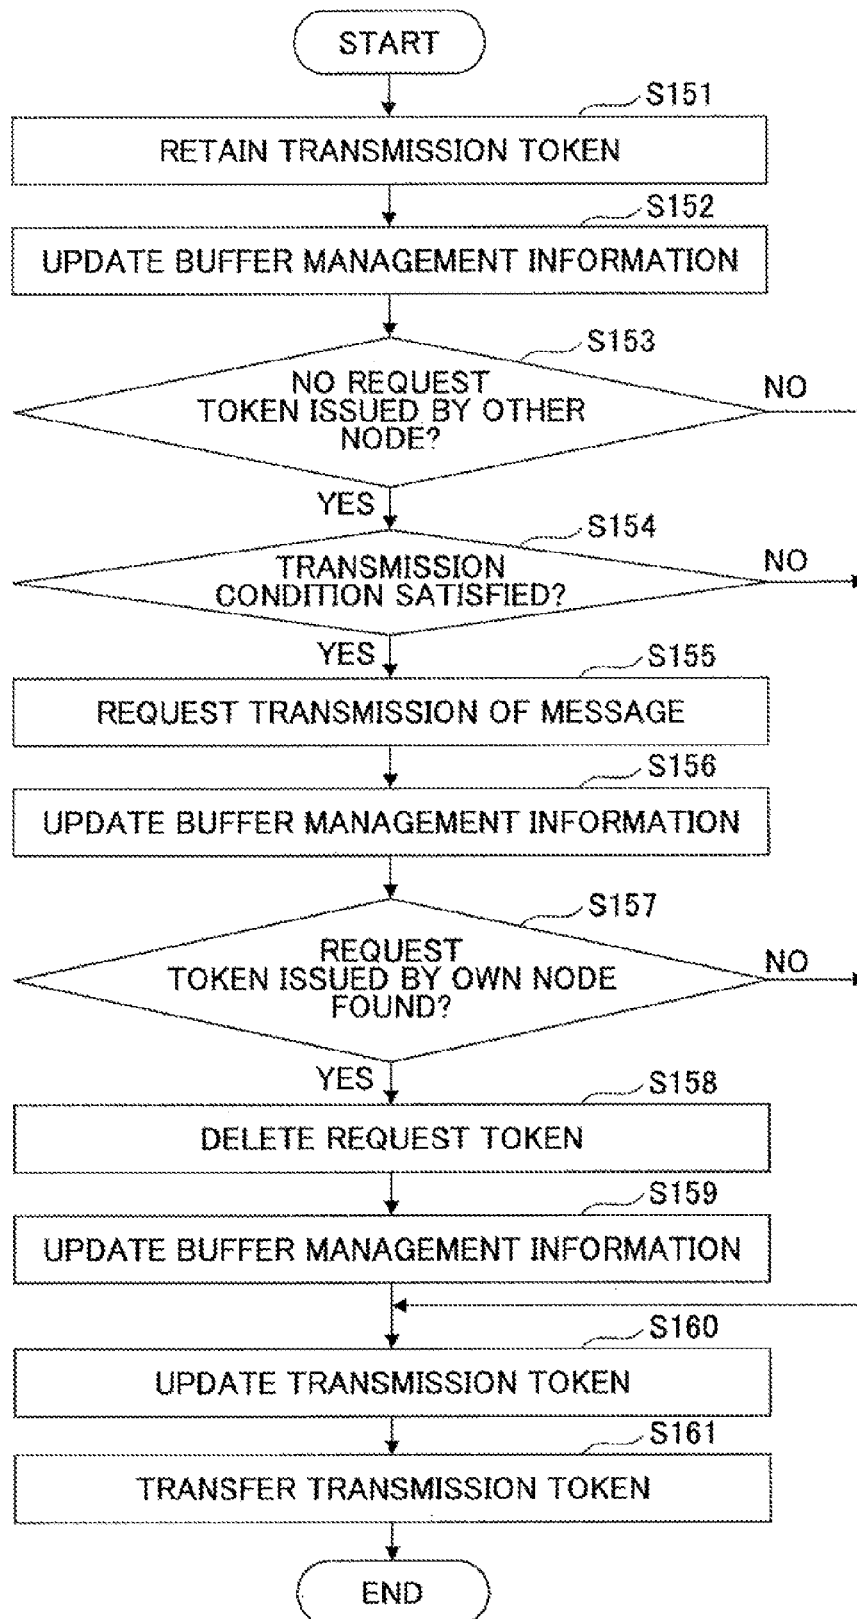 START
S151
RETAIN TRANSMISSION TOKEN
S152
UPDATE BUFFER MANAGEMENT INFORMATION
S153
NO REQUEST
TOKEN ISSUED BY OTHER
NODE?
NO
YES
S154
TRANSMISSION
CONDITION SATISFIED?
NO
YES
S155
REQUEST TRANSMISSION OF MESSAGE
S156
UPDATE BUFFER MANAGEMENT INFORMATION
S157
REQUEST
TOKEN ISSUED BY OWN NODE
FOUND?
NO
YES
S158
DELETE REQUEST TOKEN
S159
UPDATE BUFFER MANAGEMENT INFORMATION
S160
UPDATE TRANSMISSION TOKEN
S161
TRANSFER TRANSMISSION TOKEN
END